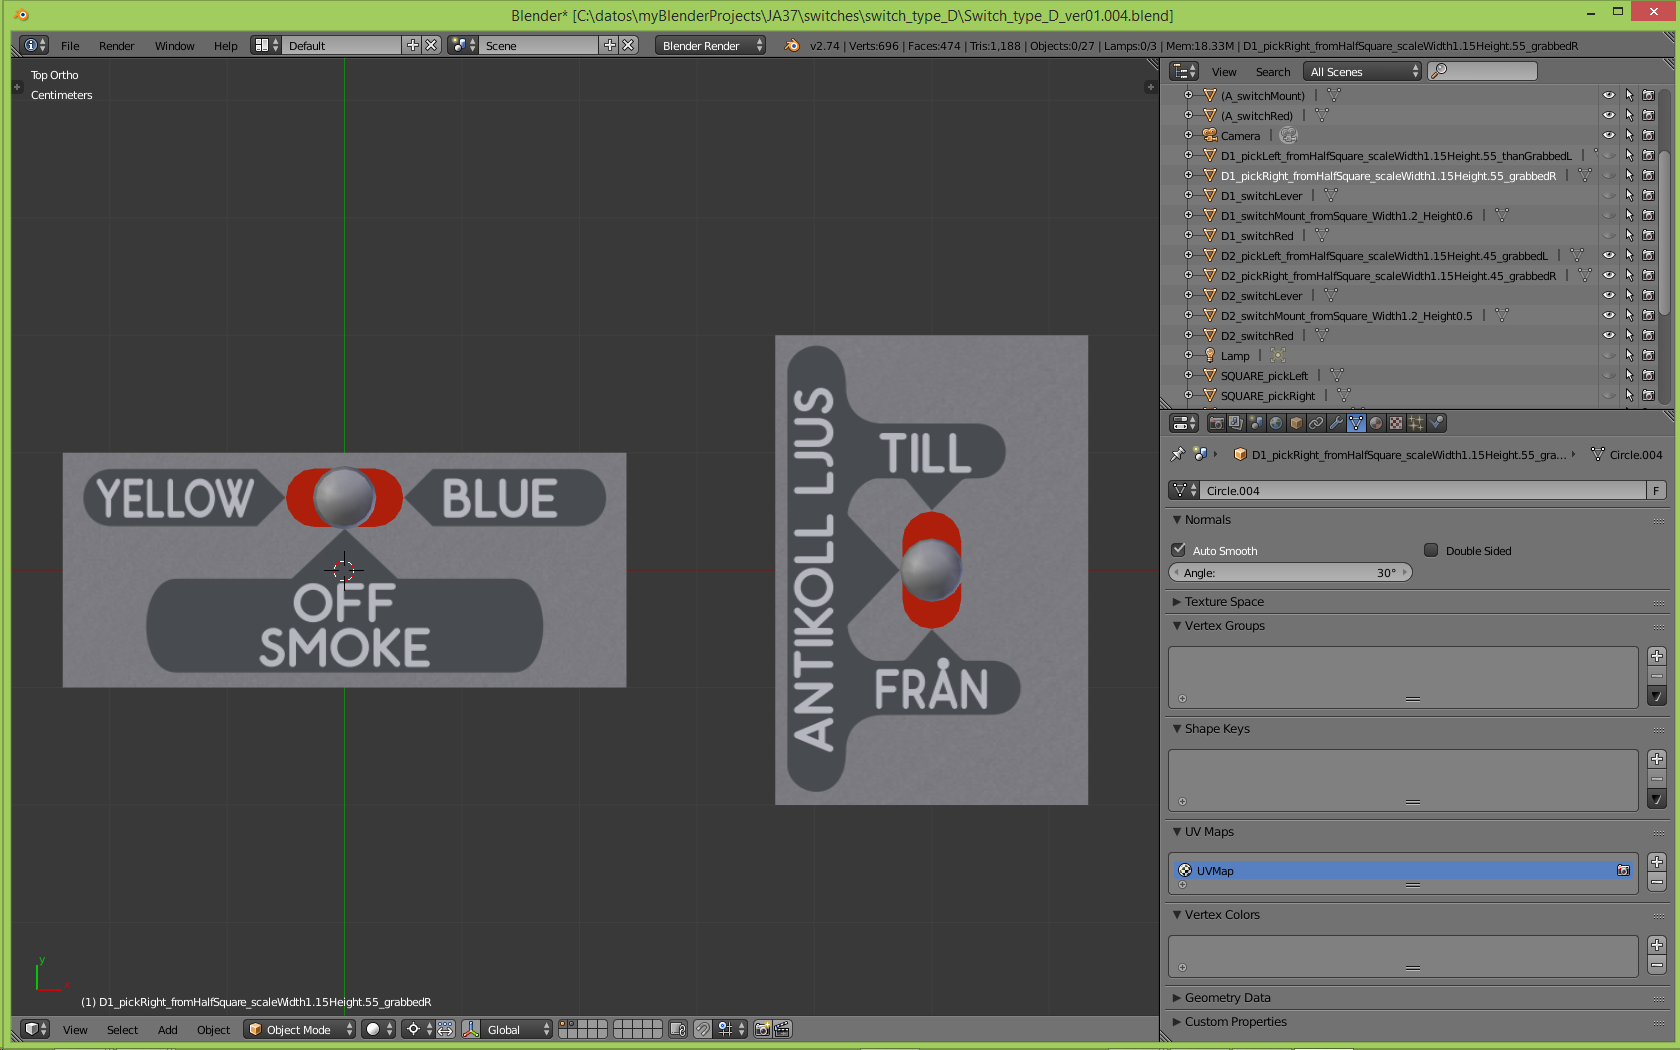 Blender* [C:\datos\myBlenderProjects\JA37\switches\switch_type_D\Switch_type_D_ver01.004.blend]
File Render Window Help Default Scene Blender Render v2.74 | Verts:696 | Faces:474 | Tris:1,188 | Objects:0/27 | Lamps:0/3 | Mem:18.33M | D1_pickRight_fromHalfSquare_scaleWidth1.15Height.55_grabbedR
Top Ortho
Centimeters
YELLOW BLUE
OFF
SMOKE
ANTIKOLL LJUS
TILL
FRÅN
y
x
(1) D1_pickRight_fromHalfSquare_scaleWidth1.15Height.55_grabbedR
View Select Add Object Object Mode Global
View Search All Scenes
(A_switchMount)
(A_switchRed)
Camera
D1_pickLeft_fromHalfSquare_scaleWidth1.15Height.55_thanGrabbedL
D1_pickRight_fromHalfSquare_scaleWidth1.15Height.55_grabbedR
D1_switchLever
D1_switchMount_fromSquare_Width1.2_Height0.6
D1_switchRed
D2_pickLeft_fromHalfSquare_scaleWidth1.15Height.45_grabbedL
D2_pickRight_fromHalfSquare_scaleWidth1.15Height.45_grabbedR
D2_switchLever
D2_switchMount_fromSquare_Width1.2_Height0.5
D2_switchRed
Lamp
SQUARE_pickLeft
SQUARE_pickRight
D1_pickRight_fromHalfSquare_scaleWidth1.15Height.55_gra... Circle.004
Circle.004 F
Normals
Auto Smooth Double Sided
Angle: 30°
Texture Space
Vertex Groups
Shape Keys
UV Maps
UVMap
Vertex Colors
Geometry Data
Custom Properties